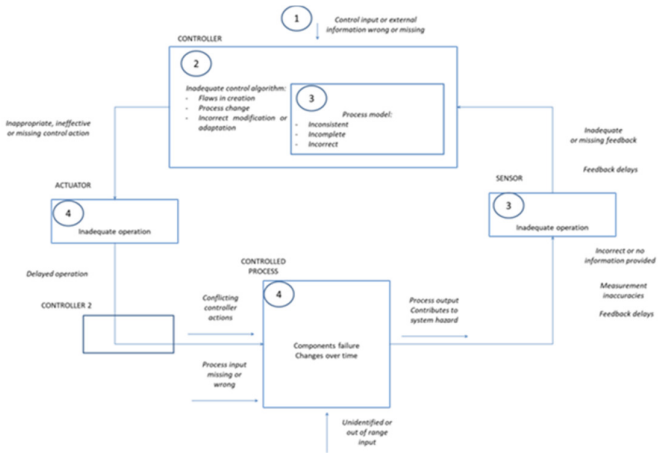 1
Control input or external
information wrong or missing
CONTROLLER
2
Inadequate control algorithm:
- Flaws in creation
- Process change
- Incorrect modification or
adaptation
3
Process model:
- Inconsistent
- Incomplete
- Incorrect
Inappropriate, ineffective
or missing control action
Inadequate
or missing feedback
Feedback delays
ACTUATOR
4
Inadequate operation
SENSOR
3
Inadequate operation
Delayed operation
CONTROLLER 2
CONTROLLED
PROCESS
4
Components failure
Changes over time
Conflicting
controller
actions
Process input
missing or
wrong
Process output
Contributes to
system hazard
Incorrect or no
information provided
Measurement
inaccuracies
Feedback delays
Unidentified or
out of range
input